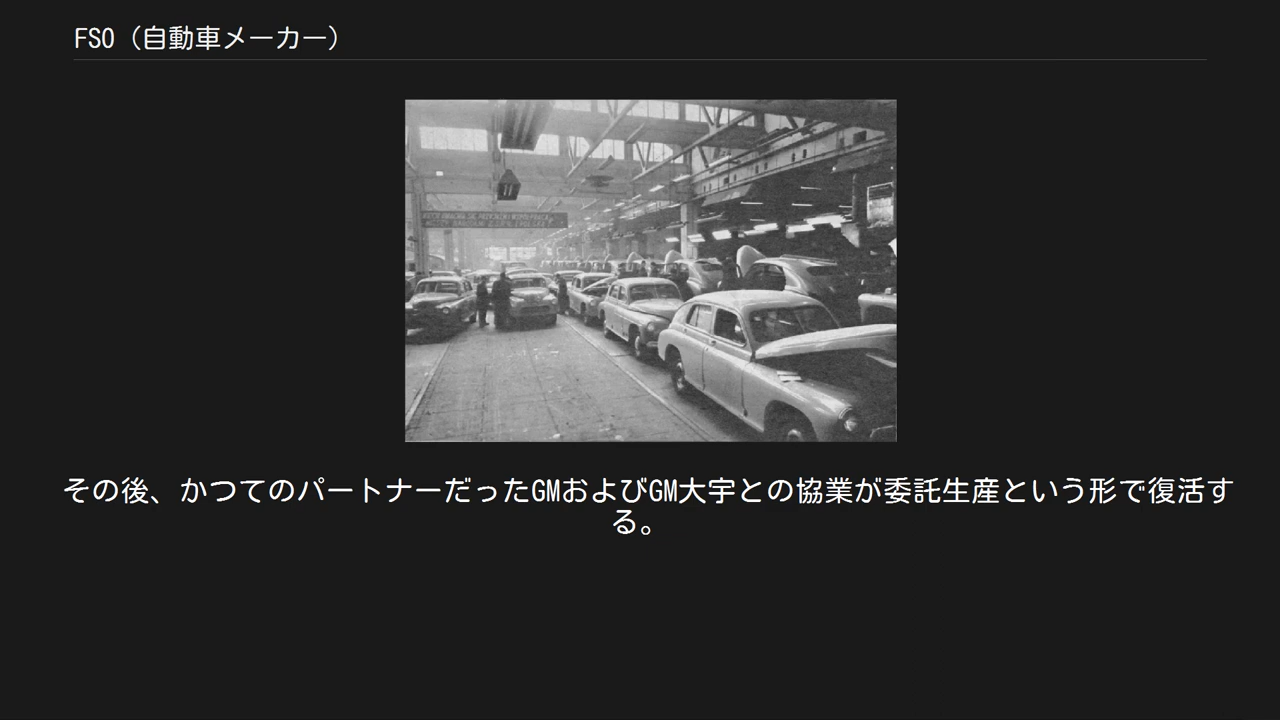 FSO（自動車メーカー）
その後、かつてのパートナーだったGMおよびGM大宇との協業が委託生産という形で復活す
る。